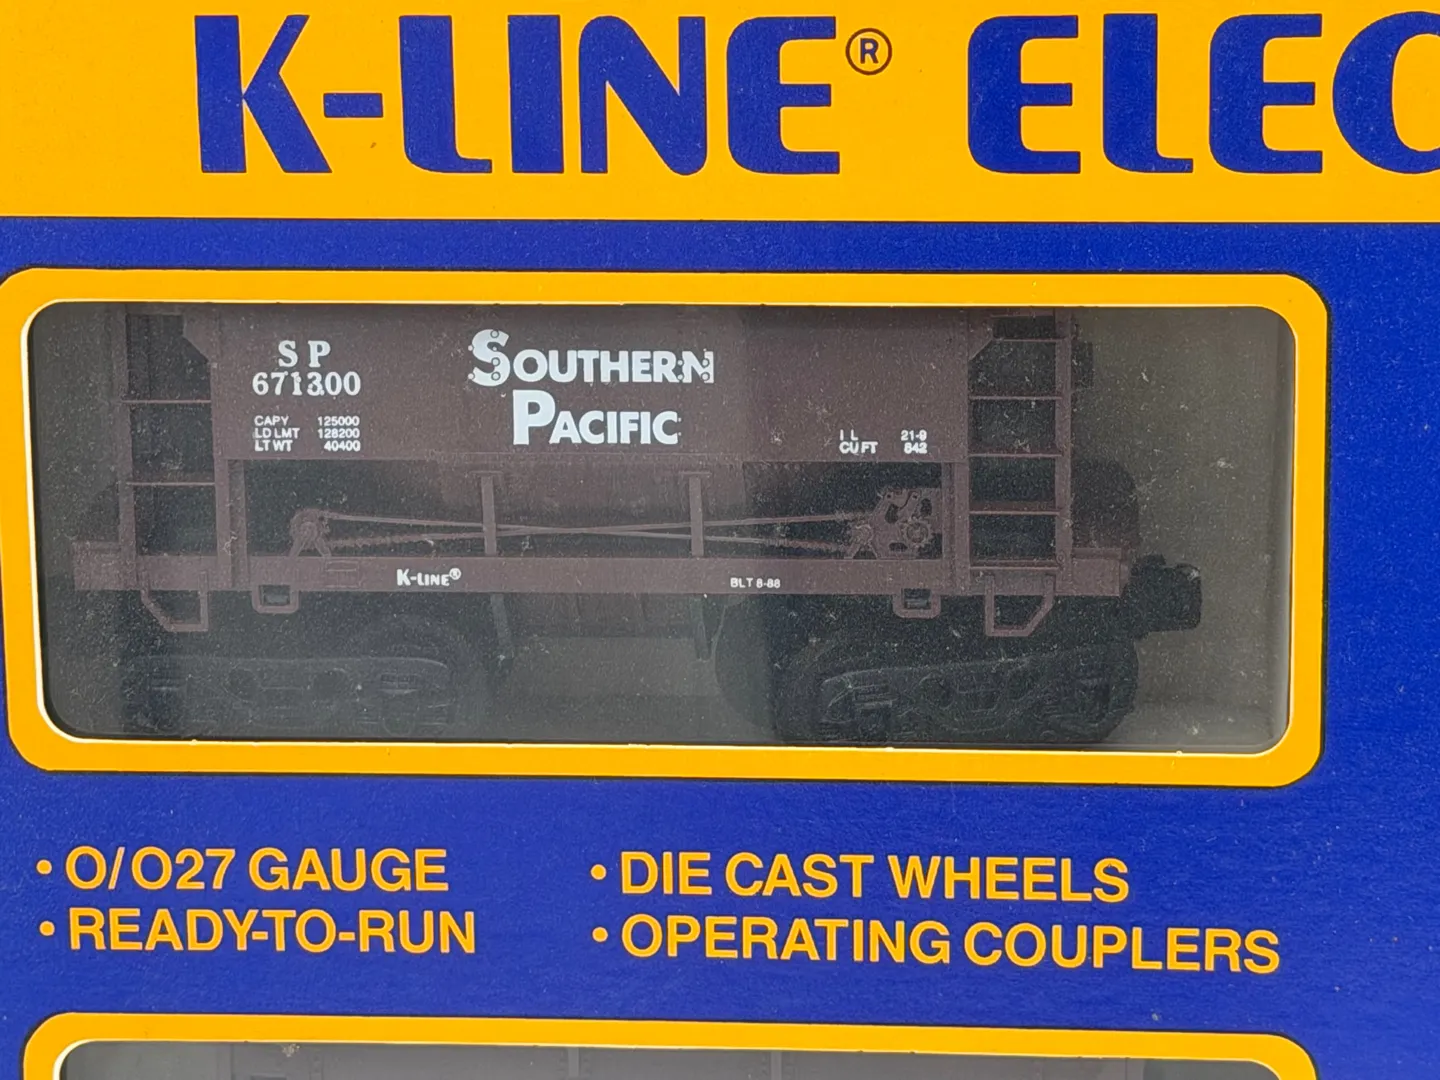 K-LINE® ELEC
SP
671300
CAPY 125000
LD LMT 128200
LT WT 40400
SOUTHERN
PACIFIC
IL 21-9
CU FT 842
K-LINE®
BLT 8-88
• O/O27 GAUGE
• READY-TO-RUN
• DIE CAST WHEELS
• OPERATING COUPLERS